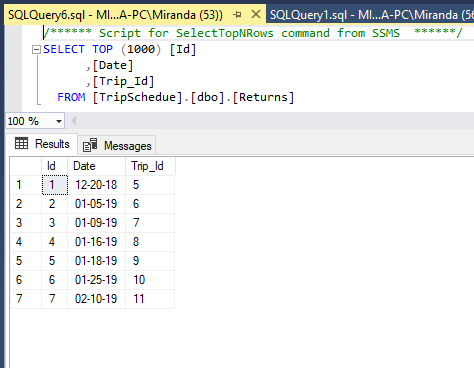 SQLQuery6.sql - MI...A-PC\Miranda (53)) SQLQuery1.sql - MI...A-PC\Miranda (56
/****** Script for SelectTopNRows command from SSMS ******/
SELECT TOP (1000) [Id]
,[Date]
,[Trip_Id]
FROM [TripSchedue].[dbo].[Returns]
100 %
Results Messages
Id Date Trip_Id
1 1 12-20-18 5
2 2 01-05-19 6
3 3 01-09-19 7
4 4 01-16-19 8
5 5 01-18-19 9
6 6 01-25-19 10
7 7 02-10-19 11